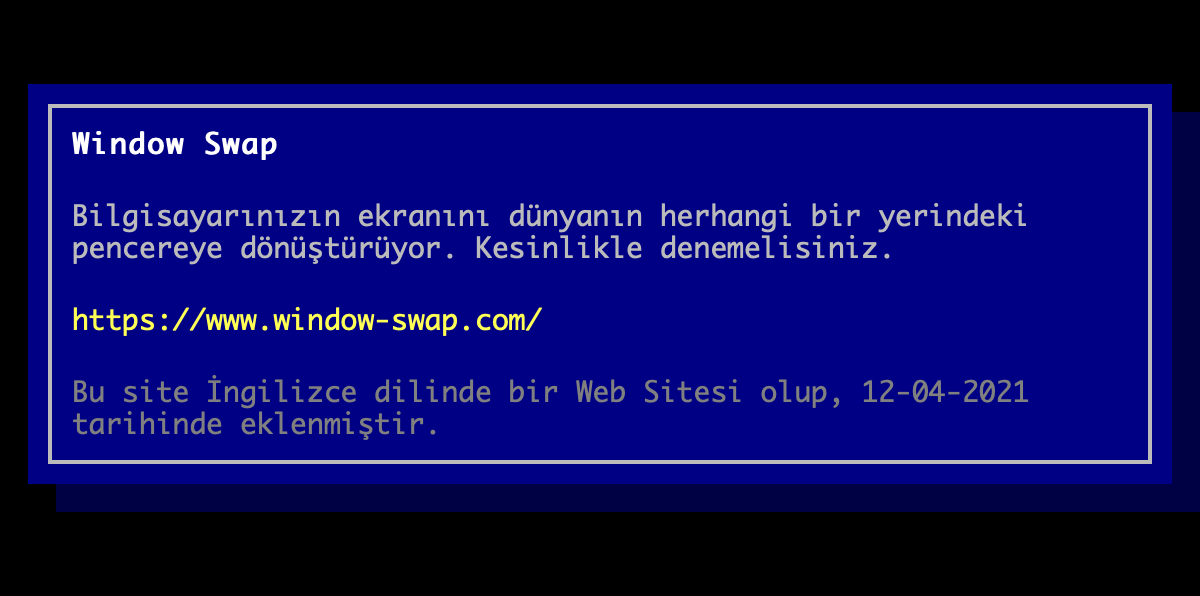 Window Swap
Bilgisayarınızın ekranını dünyanın herhangi bir yerindeki
pencereye dönüştürüyor. Kesinlikle denemelisiniz.
https://www.window-swap.com/
Bu site İngilizce dilinde bir Web Sitesi olup, 12-04-2021
tarihinde eklenmiştir.